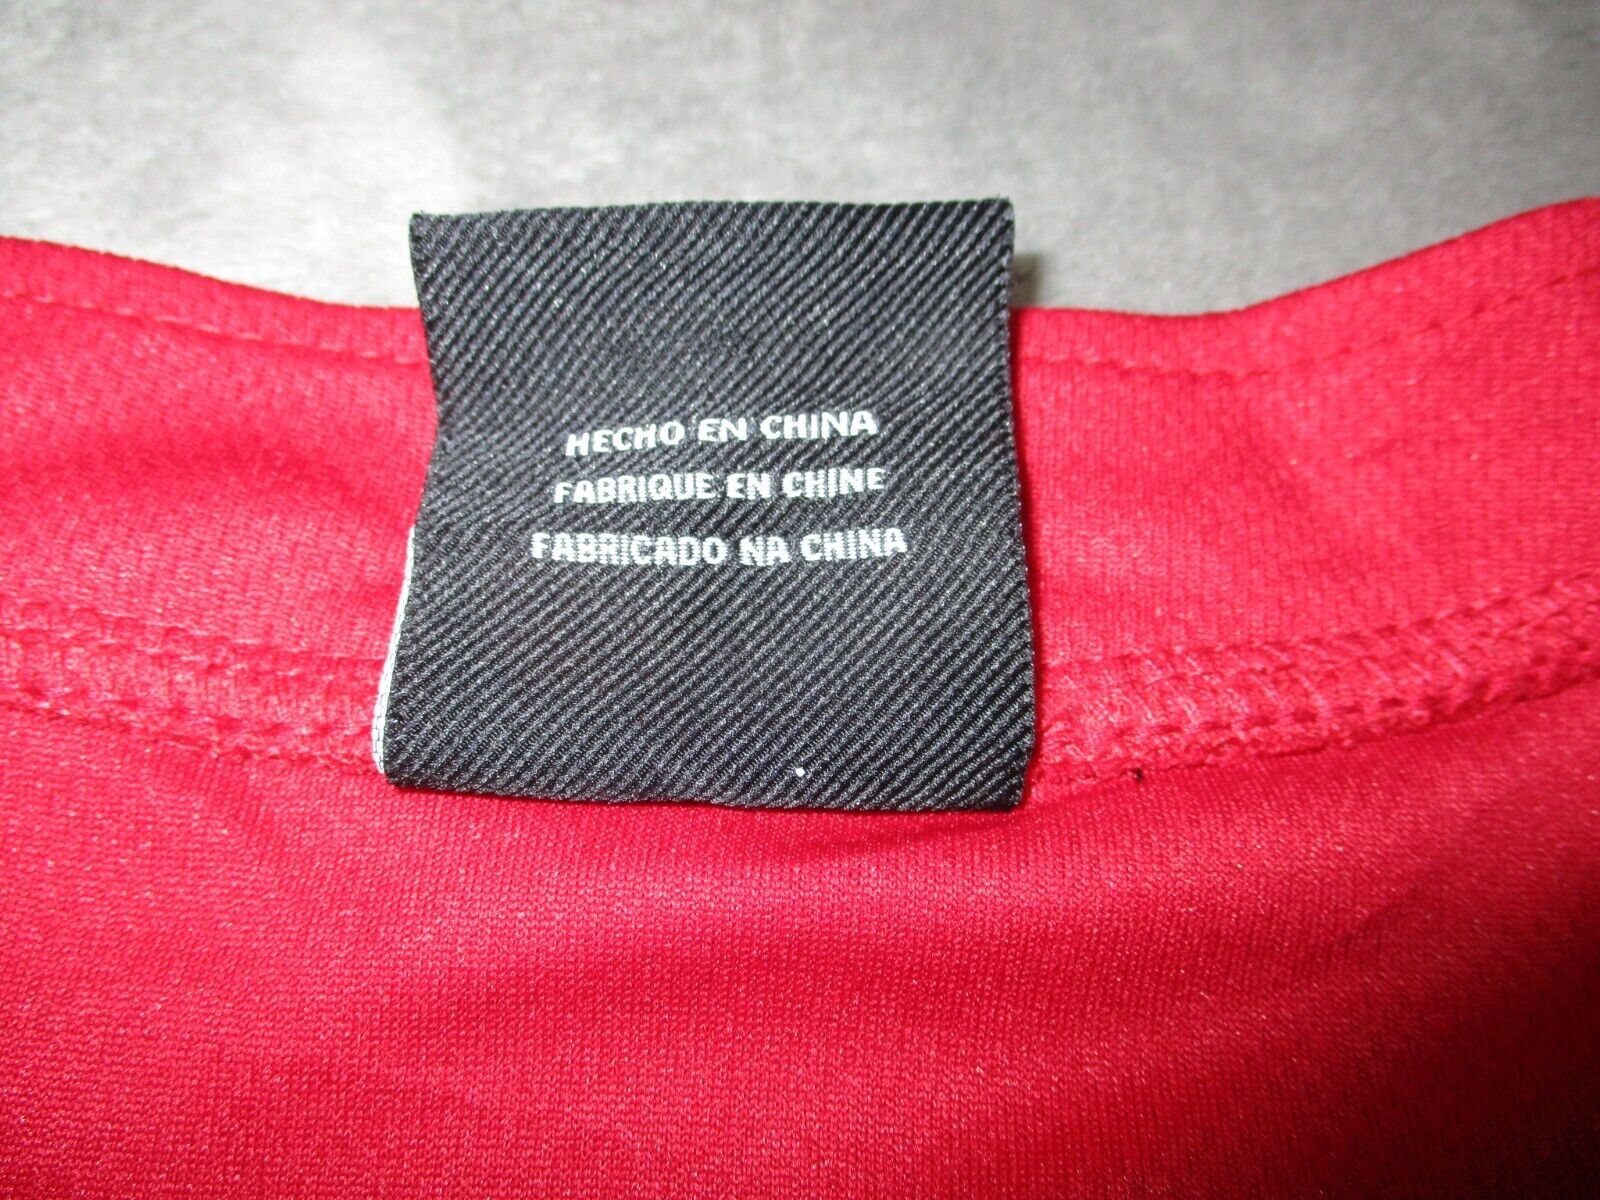 HECHO EN CHINA
FABRIQUE EN CHINE
FABRICADO NA CHINA